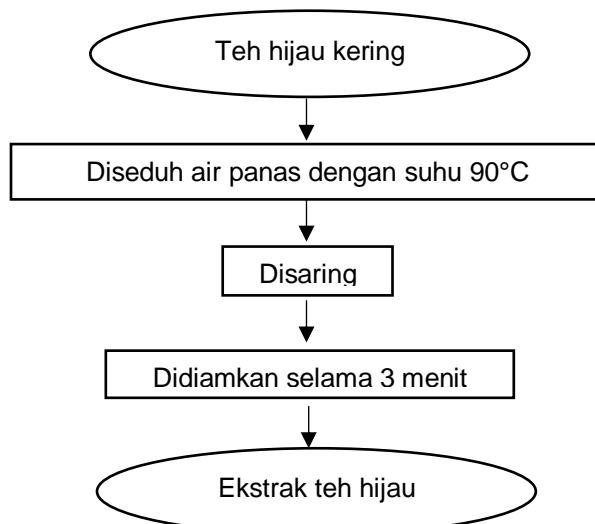 Teh hijau kering
Diseduh air panas dengan suhu 90°C
Disaring
Didiamkan selama 3 menit
Ekstrak teh hijau